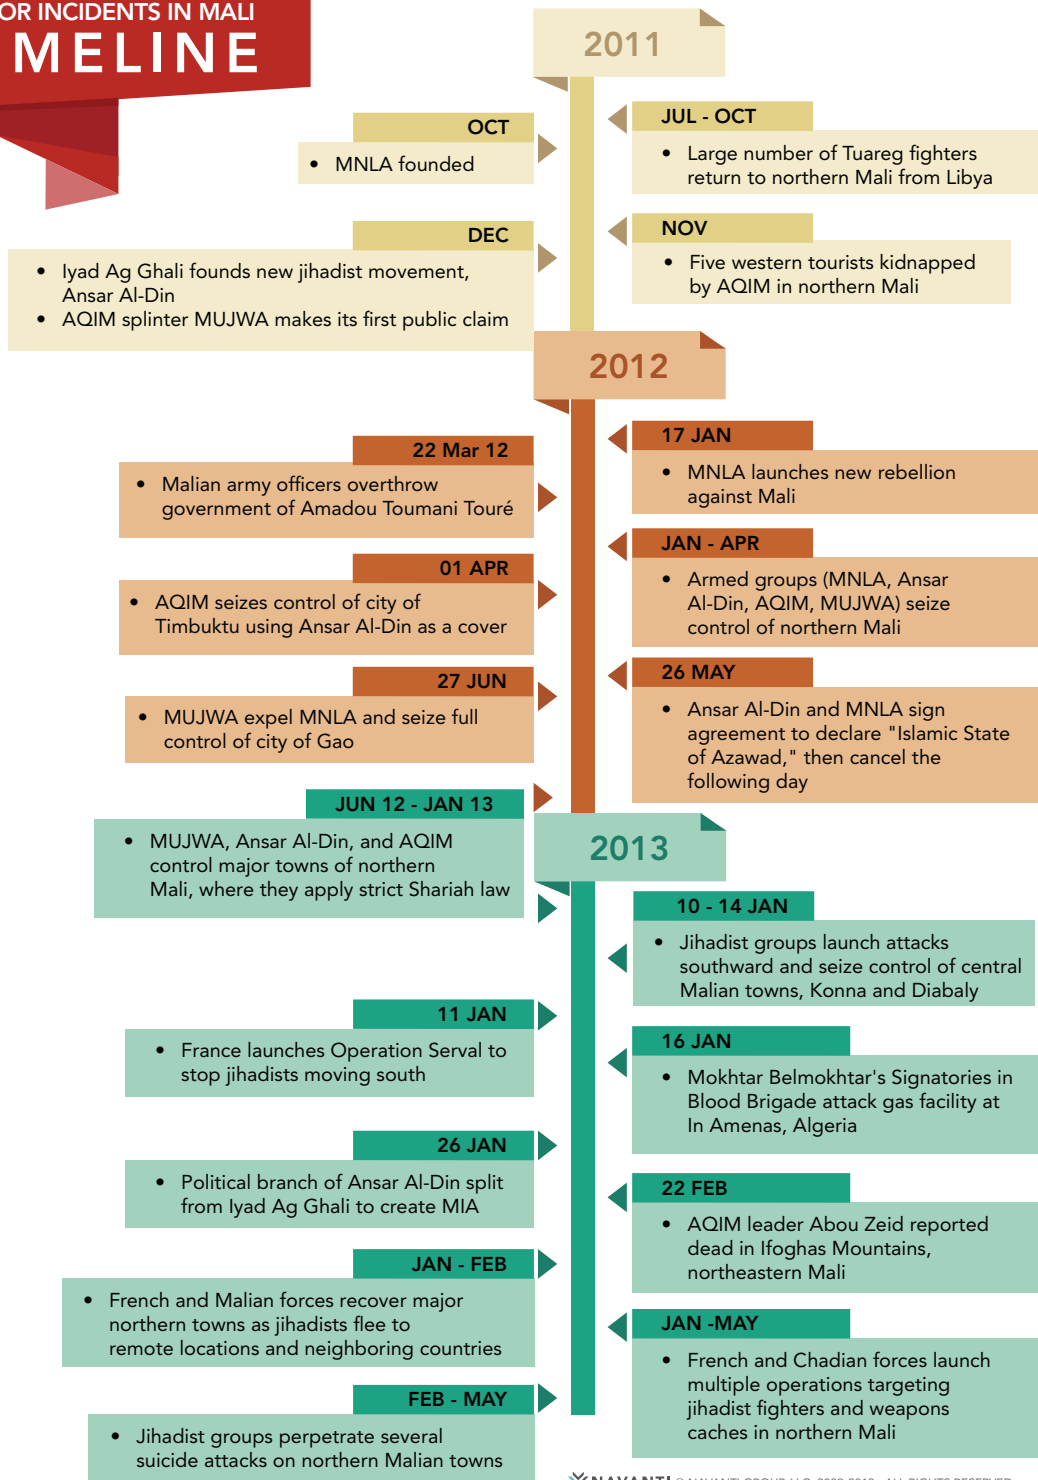 OR INCIDENTS IN MALI
MELINE
2011
OCT
• MNLA founded
JUL - OCT
• Large number of Tuareg fighters
return to northern Mali from Libya
DEC
• Iyad Ag Ghali founds new jihadist movement,
Ansar Al-Din
• AQIM splinter MUJWA makes its first public claim
NOV
• Five western tourists kidnapped
by AQIM in northern Mali
2012
22 Mar 12
• Malian army officers overthrow
government of Amadou Toumani Touré
17 JAN
• MNLA launches new rebellion
against Mali
01 APR
• AQIM seizes control of city of
Timbuktu using Ansar Al-Din as a cover
JAN - APR
• Armed groups (MNLA, Ansar
Al-Din, AQIM, MUJWA) seize
control of northern Mali
27 JUN
• MUJWA expel MNLA and seize full
control of city of Gao
26 MAY
• Ansar Al-Din and MNLA sign
agreement to declare "Islamic State
of Azawad," then cancel the
following day
JUN 12 - JAN 13
• MUJWA, Ansar Al-Din, and AQIM
control major towns of northern
Mali, where they apply strict Shariah law
2013
10 - 14 JAN
• Jihadist groups launch attacks
southward and seize control of central
Malian towns, Konna and Diabaly
11 JAN
• France launches Operation Serval to
stop jihadists moving south
16 JAN
• Mokhtar Belmokhtar's Signatories in
Blood Brigade attack gas facility at
In Amenas, Algeria
26 JAN
• Political branch of Ansar Al-Din split
from Iyad Ag Ghali to create MIA
22 FEB
• AQIM leader Abou Zeid reported
dead in Ifoghas Mountains,
northeastern Mali
JAN - FEB
• French and Malian forces recover major
northern towns as jihadists flee to
remote locations and neighboring countries
JAN -MAY
• French and Chadian forces launch
multiple operations targeting
jihadist fighters and weapons
caches in northern Mali
FEB - MAY
• Jihadist groups perpetrate several
suicide attacks on northern Malian towns
NAVANTI